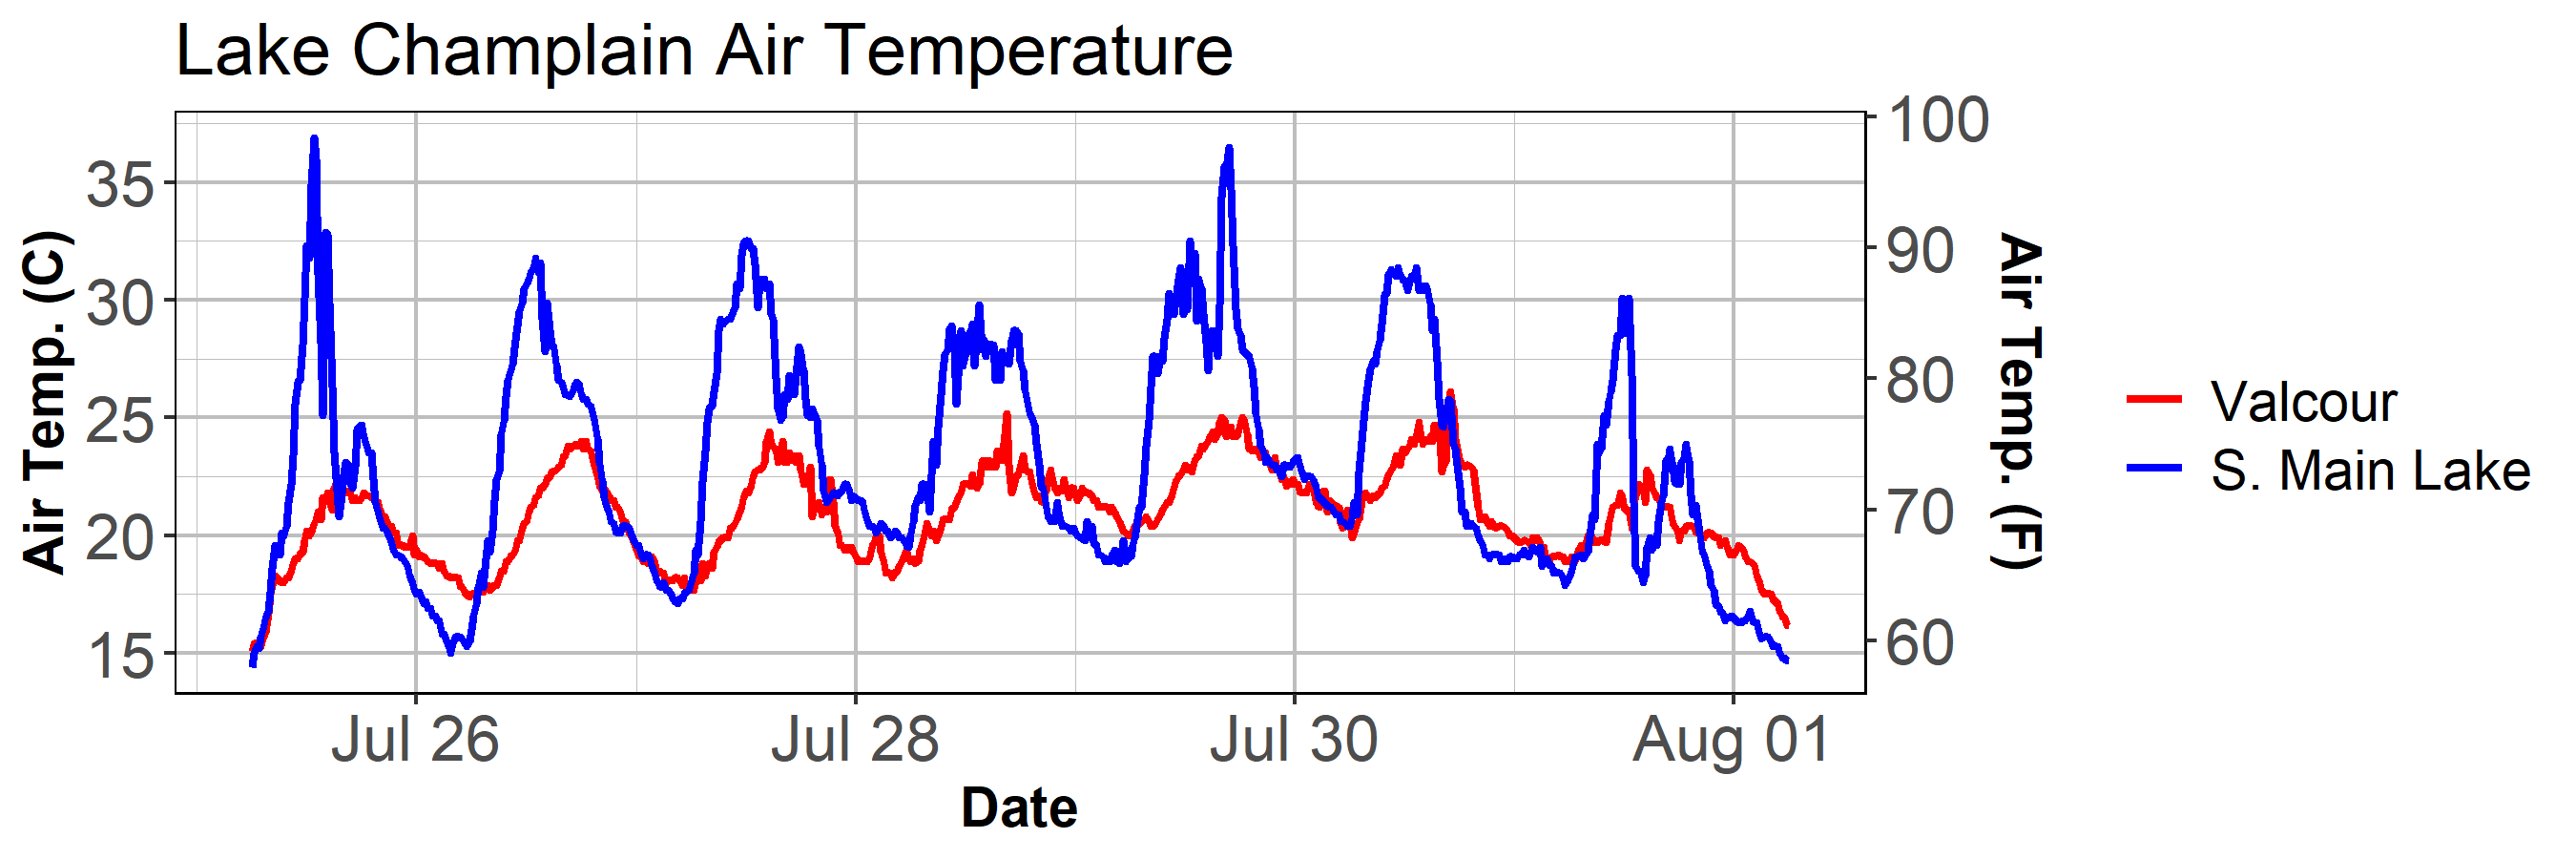 Lake Champlain Air Temperature
Air Temp. (C)
35
30
25
20
15
100
90
80
70
60
Air Temp. (F)
Jul 26
Jul 28
Jul 30
Aug 01
Date
Valcour
S. Main Lake